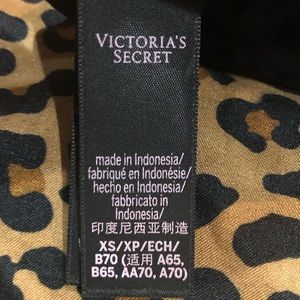 VICTORIA'S
SECRET
made in Indonesia/
fabriqué en Indonésie/
hecho en Indonesia/
fabbricato in
Indonesia/
印度尼西亚制造
XS/XP/ECH/
B70 (适用 A65,
B65, AA70, A70)